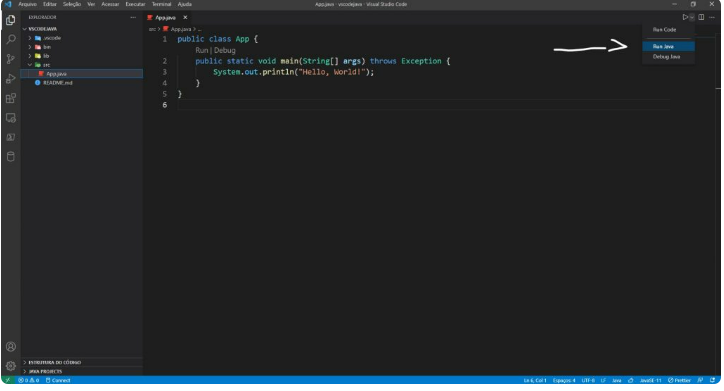 Arquivo Editar Seleção Ver Acessar Executar Terminal Ajuda
App.java - vscodejava - Visual Studio Code
EXPLORADOR
VSCODEJAVA
.vscode
bin
lib
src
App.java
README.md
ESTRUTURA DO CÓDIGO
JAVA PROJECTS
App.java
src > App.java > ...
1 public class App {
Run | Debug
2 public static void main(String[] args) throws Exception {
3 System.out.println("Hello, World!");
4 }
5 }
6
Run Code
Run Java
Debug Java
0 0 0 Connect
Ln 6, Col 1 Espaços: 4 UTF-8 LF Java JavaSE-11 Prettier